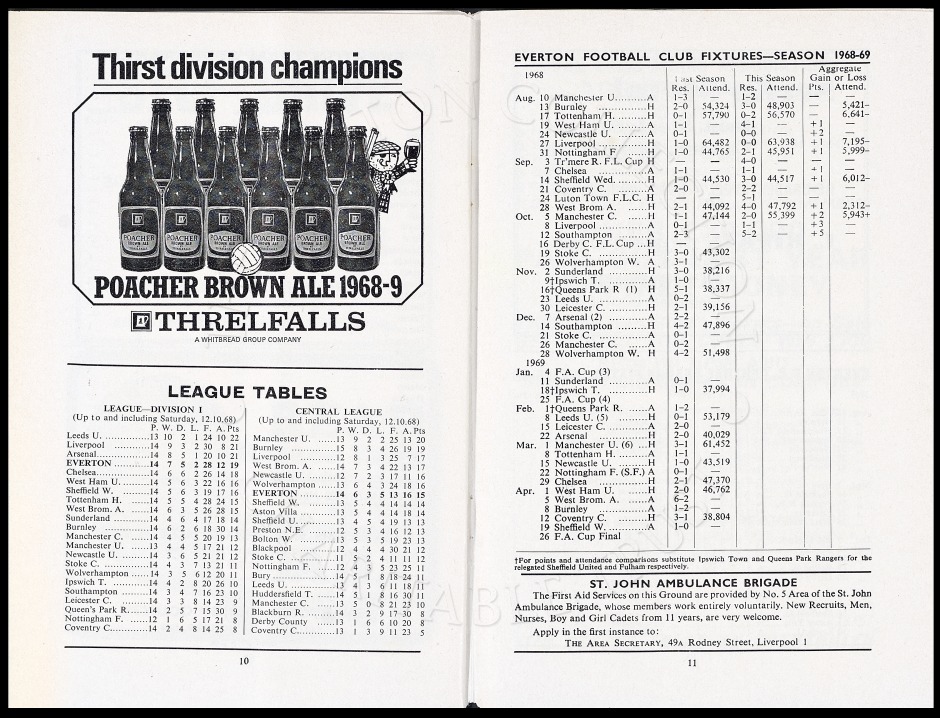 Thirst division champions
POACHER BROWN ALE 1968-9
THRELFALLS
A WHITBREAD GROUP COMPANY
LEAGUE TABLES
LEAGUE—DIVISION I
(Up to and including Saturday, 12.10.68)
P. W. D. L. F. A. Pts
Leeds U. ............13 10 2 1 24 10 22
Liverpool ............14 9 3 2 30 8 21
Arsenal............14 8 5 1 20 10 21
EVERTON ............14 7 5 2 28 12 19
Chelsea............14 6 6 2 26 14 18
West Ham U. ......14 5 6 3 22 16 16
Sheffield W. ......14 5 6 3 19 17 16
Tottenham H. ......14 5 5 4 28 24 15
West Brom. A. ......14 6 3 5 26 28 15
Sunderland ............14 4 6 4 17 18 14
Burnley ............14 6 2 6 18 30 14
Manchester C. ......14 4 5 5 20 19 13
Manchester U. ......13 4 4 5 17 21 12
Newcastle U. ......14 3 6 5 21 21 12
Stoke C. ............14 4 3 7 13 21 11
Wolverhampton ......14 3 5 6 12 20 11
Ipswich T. ............14 4 2 8 20 26 10
Southampton ......14 3 4 7 16 23 10
Leicester C. ............14 3 3 8 14 23 9
Queen's Park R.......14 2 5 7 15 30 9
Nottingham F. ......12 1 6 5 17 21 8
Coventry C.............14 2 4 8 14 25 8
CENTRAL LEAGUE
(Up to and including Saturday, 12.10.68)
P. W. D. L. F. A. Pts
Manchester U. ......13 9 2 2 25 13 20
Burnley ............15 8 3 4 26 19 19
Liverpool ............12 8 1 3 25 7 17
West Brom. A. ......14 7 3 4 22 13 17
Newcastle U. ......12 7 2 3 17 11 16
Wolverhampton ......13 6 4 3 24 18 16
EVERTON ............14 6 3 5 13 16 15
Sheffield W. ......13 5 4 4 14 14 14
Aston Villa ............13 5 4 4 14 18 14
Sheffield U. ............13 4 5 4 19 13 13
Preston N.E. ......12 5 3 4 16 12 13
Bolton W. ............13 5 3 5 19 23 13
Blackpool ............12 4 4 4 30 21 12
Stoke C. ............11 5 2 4 11 11 12
Nottingham F. ......12 4 3 5 23 25 11
Bury ............14 5 1 8 18 24 11
Leeds U. ............13 4 3 6 11 18 11
Huddersfield T. ......14 5 1 8 16 30 11
Manchester C. ......13 5 0 8 21 23 10
Blackburn R. ......14 3 2 9 17 30 8
Derby County ......13 1 6 6 10 20 8
Coventry C.............13 1 3 9 11 23 5
10
EVERTON FOOTBALL CLUB FIXTURES—SEASON 1968-69
1968
Last Season This Season Aggregate Gain or Loss
Res. Attend. Res. Attend. Pts. Attend.
Aug. 10 Manchester U..........A 1–3 — 1–2 — — —
13 Burnley .........H 2–0 54,324 3–0 48,903 — 5,421–
17 Tottenham H. .........H 0–1 57,790 0–2 56,570 — 6,641–
19 West Ham U. .........A 1–1 — 4–1 — +1 —
24 Newcastle U. .........A 0–1 — 0–0 — +2 —
27 Liverpool .........H 1–0 64,482 0–0 63,938 +1 7,195–
31 Nottingham F. .........H 1–0 44,765 2–1 45,951 +1 5,999–
Sep. 3 Tr'mere R. F.L. Cup H — — 4–0 — — —
7 Chelsea .........A 1–1 — 1–1 — +1 —
14 Sheffield Wed. .........H 1–0 44,530 3–0 44,517 +1 6,012–
21 Coventry C. .........A 2–0 — 2–2 — — —
24 Luton Town F.L.C. H — — 5–1 — — —
28 West Brom A. ......H 2–1 44,092 4–0 47,792 +1 2,312–
Oct. 5 Manchester C. ......H 1–1 47,144 2–0 55,399 +2 5,943+
8 Liverpool .........A 0–1 — 1–1 — +3 —
12 Southampton .........A 2–3 — 5–2 — +5 —
16 Derby C. F.L. Cup ...H — —
19 Stoke C. .........H 3–0 43,302
26 Wolverhampton W. A 3–1 —
Nov. 2 Sunderland .........H 3–0 38,216
9†Ipswich T. .........A 1–0 —
16†Queens Park R (1) H 5–1 38,337
23 Leeds U. .........A 0–2 —
30 Leicester C. .........H 2–1 39,156
Dec. 7 Arsenal (2) .........A 2–2 —
14 Southampton .........H 4–2 47,896
21 Stoke C. .........A 0–1 —
26 Manchester C. ......A 0–2 —
28 Wolverhampton W. H 4–2 51,498
1969
Jan. 4 F.A. Cup (3)
11 Sunderland .........A 0–1 —
18†Ipswich T. .........H 1–0 37,994
25 F.A. Cup (4)
Feb. 1†Queens Park R. ......A 1–2 —
8 Leeds U. (5) .........H 0–1 53,179
15 Leicester C. .........A 2–0 —
22 Arsenal .........H 2–0 40,029
Mar. 1 Manchester U. (6) ...H 3–1 61,452
8 Tottenham H. .........A 1–1 —
15 Newcastle U. .........H 1–0 43,519
22 Nottingham F. (S.F.) A 0–1 —
29 Chelsea .........H 2–1 47,370
Apr. 1 West Ham U. .........H 2–0 46,762
5 West Brom. A. ......A 6–2 —
8 Burnley .........A 1–2 —
12 Coventry C. .........H 3–1 38,804
19 Sheffield W. .........A 1–0 —
26 F.A. Cup Final
†For points and attendance comparisons substitute Ipswich Town and Queens Park Rangers for the
relegated Sheffield United and Fulham respectively.
ST. JOHN AMBULANCE BRIGADE
The First Aid Services on this Ground are provided by No. 5 Area of the St. John
Ambulance Brigade, whose members work entirely voluntarily. New Recruits, Men,
Nurses, Boy and Girl Cadets from 11 years, are very welcome.
Apply in the first instance to:
THE AREA SECRETARY, 49A Rodney Street, Liverpool 1
11